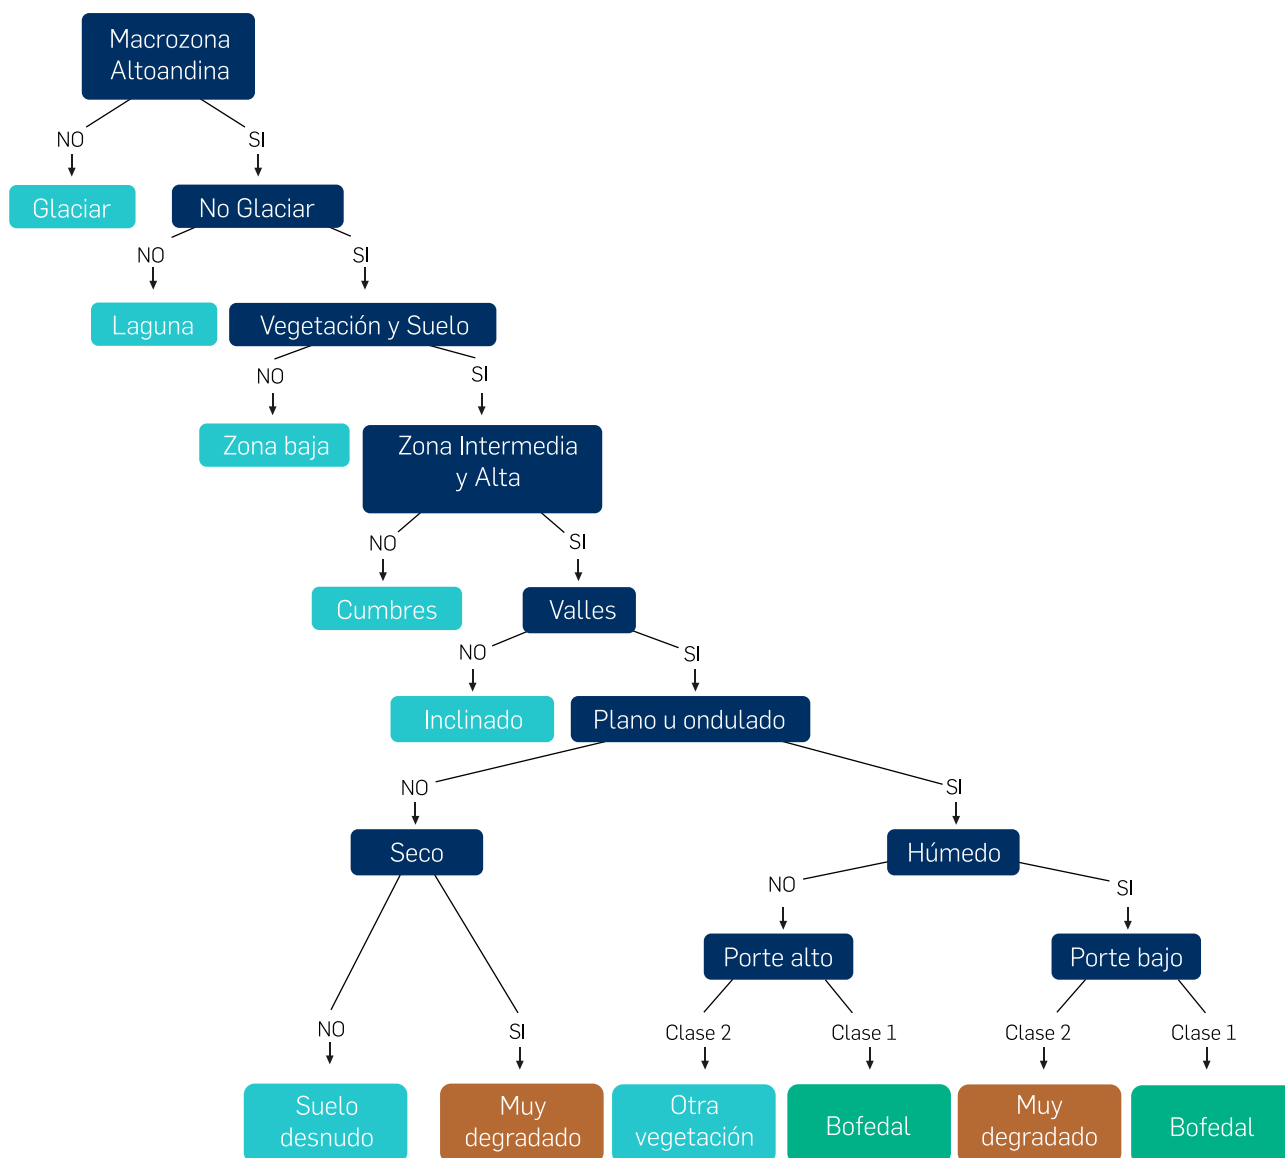 Macrozona
Altoandina
NO
SI
Glaciar
No Glaciar
NO
SI
Laguna
Vegetación y Suelo
NO
SI
Zona baja
Zona Intermedia
y Alta
NO
SI
Cumbres
Valles
NO
SI
Inclinado
Plano u ondulado
NO
SI
Seco
Húmedo
NO
SI
Porte alto
Porte bajo
NO
SI
Clase 2
Clase 1
Clase 2
Clase 1
Suelo
desnudo
Muy
degradado
Otra
vegetación
Bofedal
Muy
degradado
Bofedal